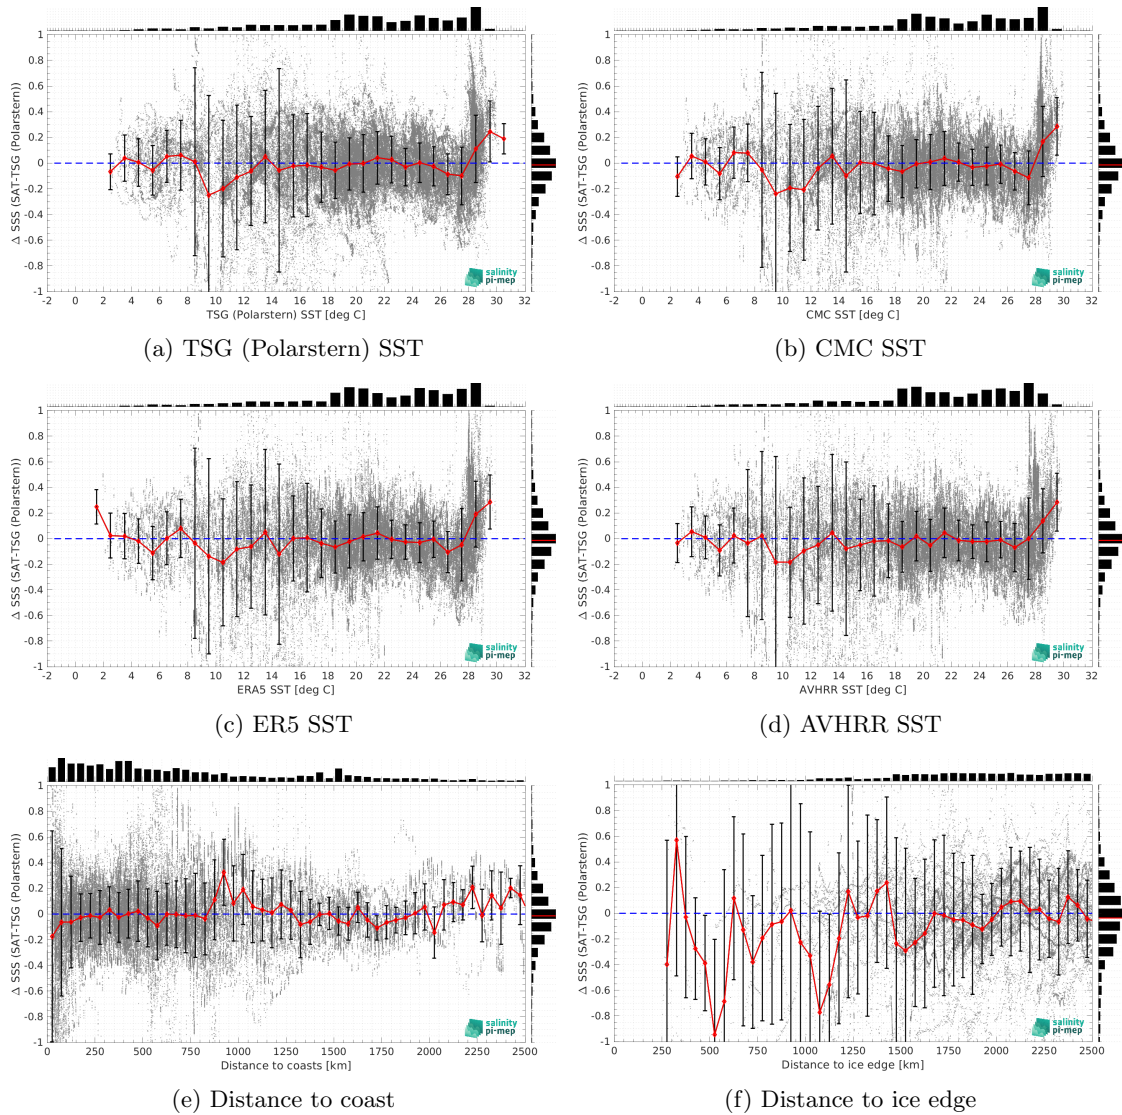 1
0.8
0.6
0.4
0.2
0
-0.2
-0.4
-0.6
-0.8
-1
Δ SSS (SAT-TSG (Polarstern))
salinity
pi-mep
-2 0 2 4 6 8 10 12 14 16 18 20 22 24 26 28 30 32
TSG (Polarstern) SST [deg C]
(a) TSG (Polarstern) SST
1
0.8
0.6
0.4
0.2
0
-0.2
-0.4
-0.6
-0.8
-1
Δ SSS (SAT-TSG (Polarstern))
salinity
pi-mep
-2 0 2 4 6 8 10 12 14 16 18 20 22 24 26 28 30 32
CMC SST [deg C]
(b) CMC SST
1
0.8
0.6
0.4
0.2
0
-0.2
-0.4
-0.6
-0.8
-1
Δ SSS (SAT-TSG (Polarstern))
salinity
pi-mep
-2 0 2 4 6 8 10 12 14 16 18 20 22 24 26 28 30 32
ERA5 SST [deg C]
(c) ER5 SST
1
0.8
0.6
0.4
0.2
0
-0.2
-0.4
-0.6
-0.8
-1
Δ SSS (SAT-TSG (Polarstern))
salinity
pi-mep
-2 0 2 4 6 8 10 12 14 16 18 20 22 24 26 28 30 32
AVHRR SST [deg C]
(d) AVHRR SST
1
0.8
0.6
0.4
0.2
0
-0.2
-0.4
-0.6
-0.8
-1
Δ SSS (SAT-TSG (Polarstern))
salinity
pi-mep
0 250 500 750 1000 1250 1500 1750 2000 2250 2500
Distance to coasts [km]
(e) Distance to coast
1
0.8
0.6
0.4
0.2
0
-0.2
-0.4
-0.6
-0.8
-1
Δ SSS (SAT-TSG (Polarstern))
salinity
pi-mep
0 250 500 750 1000 1250 1500 1750 2000 2250 2500
Distance to ice edge [km]
(f) Distance to ice edge